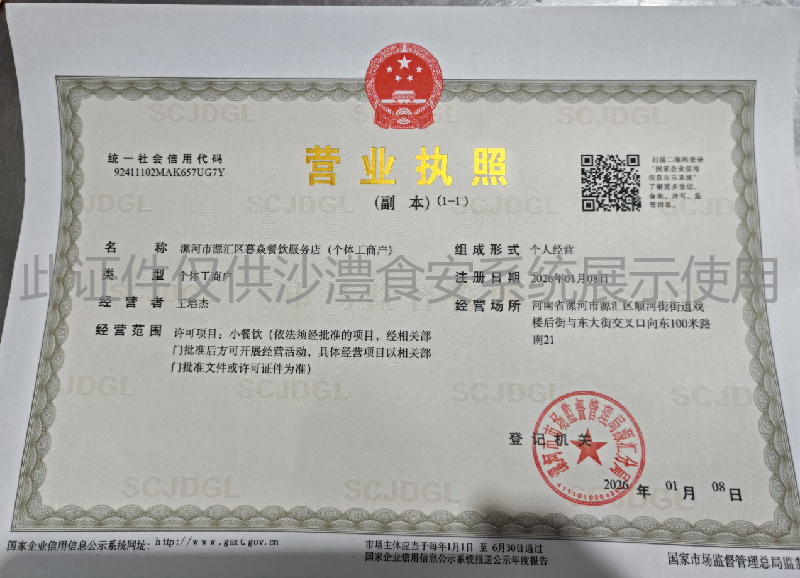 统一社会信用代码
92411102MAK657UG7Y
营业执照
(副 本) (1-1)
扫描二维码登录
"国家企业信用
信息公示系统"
了解更多登记、
备案、许可、监
管信息。
名 称 漯河市源汇区暮焱餐饮服务店（个体工商户）
类 型 个体工商户
经 营 者 王培杰
经营范围 许可项目：小餐饮（依法须经批准的项目，经相关部
门批准后方可开展经营活动，具体经营项目以相关部
门批准文件或许可证件为准）
组成形式 个人经营
注册日期 2026年01月08日
经营场所 河南省漯河市源汇区顺河街街道戏
楼后街与东大街交叉口向东100米路
南21
此证件仅供沙澧食安系统展示使用
登记机关
2026 年 01 月 08 日
国家企业信用信息公示系统网址：http://www.gsxt.gov.cn
市场主体应当于每年1月1日 至 6月30日通过
国家企业信用信息公示系统报送公示年度报告
国家市场监督管理总局监制
SCJDGL